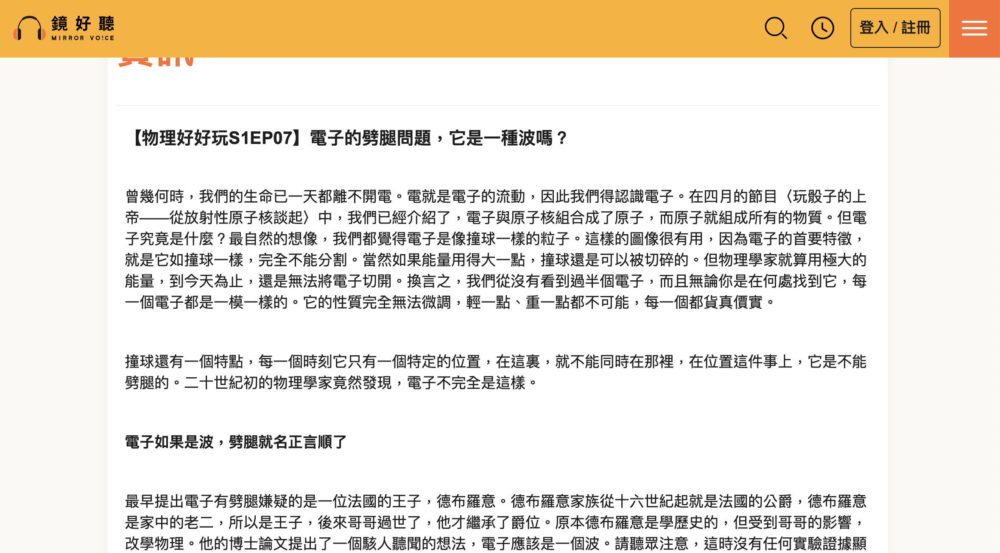 鏡好聽
MIRROR VO!CE
登入 / 註冊
資訊
【物理好好玩S1EP07】電子的劈腿問題，它是一種波嗎？
曾幾何時，我們的生命已一天都離不開電。電就是電子的流動，因此我們得認識電子。在四月的節目〈玩骰子的上
帝——從放射性原子核談起〉中，我們已經介紹了，電子與原子核組合成了原子，而原子就組成所有的物質。但電
子究竟是什麼？最自然的想像，我們都覺得電子是像撞球一樣的粒子。這樣的圖像很有用，因為電子的首要特徵，
就是它如撞球一樣，完全不能分割。當然如果能量用得大一點，撞球還是可以被切碎的。但物理學家就算用極大的
能量，到今天為止，還是無法將電子切開。換言之，我們從沒有看到過半個電子，而且無論你是在何處找到它，每
一個電子都是一模一樣的。它的性質完全無法微調，輕一點、重一點都不可能，每一個都貨真價實。
撞球還有一個特點，每一個時刻它只有一個特定的位置，在這裏，就不能同時在那裡，在位置這件事上，它是不能
劈腿的。二十世紀初的物理學家竟然發現，電子不完全是這樣。
電子如果是波，劈腿就名正言順了
最早提出電子有劈腿嫌疑的是一位法國的王子，德布羅意。德布羅意家族從十六世紀起就是法國的公爵，德布羅意
是家中的老二，所以是王子，後來哥哥過世了，他才繼承了爵位。原本德布羅意是學歷史的，但受到哥哥的影響，
改學物理。他的博士論文提出了一個駭人聽聞的想法，電子應該是一個波。請聽眾注意，這時沒有任何實驗證據顯